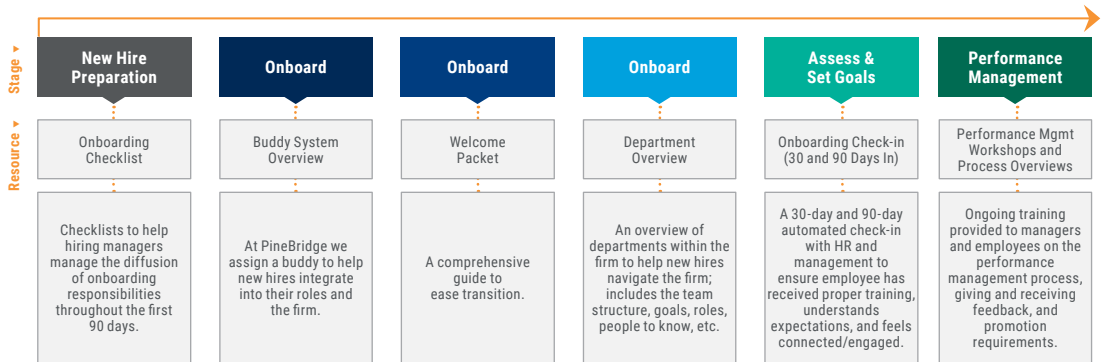 Stage ▼
New Hire
Preparation
Onboard
Onboard
Onboard
Assess &
Set Goals
Performance
Management
Resource ▼
Onboarding
Checklist
Buddy System
Overview
Welcome
Packet
Department
Overview
Onboarding Check-in
(30 and 90 Days In)
Performance Mgmt
Workshops and
Process Overviews
Checklists to help
hiring managers
manage the diffusion
of onboarding
responsibilities
throughout the first
90 days.
At PineBridge we
assign a buddy to help
new hires integrate
into their roles and
the firm.
A comprehensive
guide to
ease transition.
An overview of
departments within the
firm to help new hires
navigate the firm;
includes the team
structure, goals, roles,
people to know, etc.
A 30-day and 90-day
automated check-in
with HR and
management to
ensure employee has
received proper training,
understands
expectations, and feels
connected/engaged.
Ongoing training
provided to managers
and employees on the
performance
management process,
giving and receiving
feedback, and
promotion
requirements.